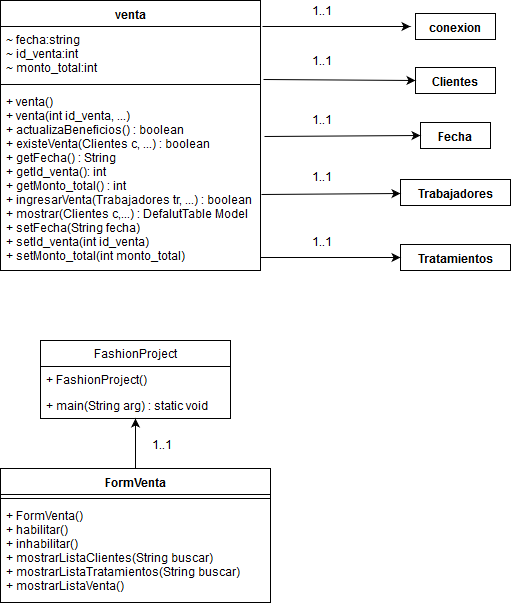 venta
~ fecha:string
~ id_venta:int
~ monto_total:int
+ venta()
+ venta(int id_venta, ...)
+ actualizaBeneficios() : boolean
+ existeVenta(Clientes c, ...) : boolean
+ getFecha() : String
+ getId_venta(): int
+ getMonto_total() : int
+ ingresarVenta(Trabajadores tr, ...) : boolean
+ mostrar(Clientes c,...) : DefalutTable Model
+ setFecha(String fecha)
+ setId_venta(int id_venta)
+ setMonto_total(int monto_total)
1..1
conexion
1..1
Clientes
1..1
Fecha
1..1
Trabajadores
1..1
Tratamientos
FashionProject
+ FashionProject()
+ main(String arg) : static void
1..1
FormVenta
+ FormVenta()
+ habilitar()
+ inhabilitar()
+ mostrarListaClientes(String buscar)
+ mostrarListaTratamientos(String buscar)
+ mostrarListaVenta()